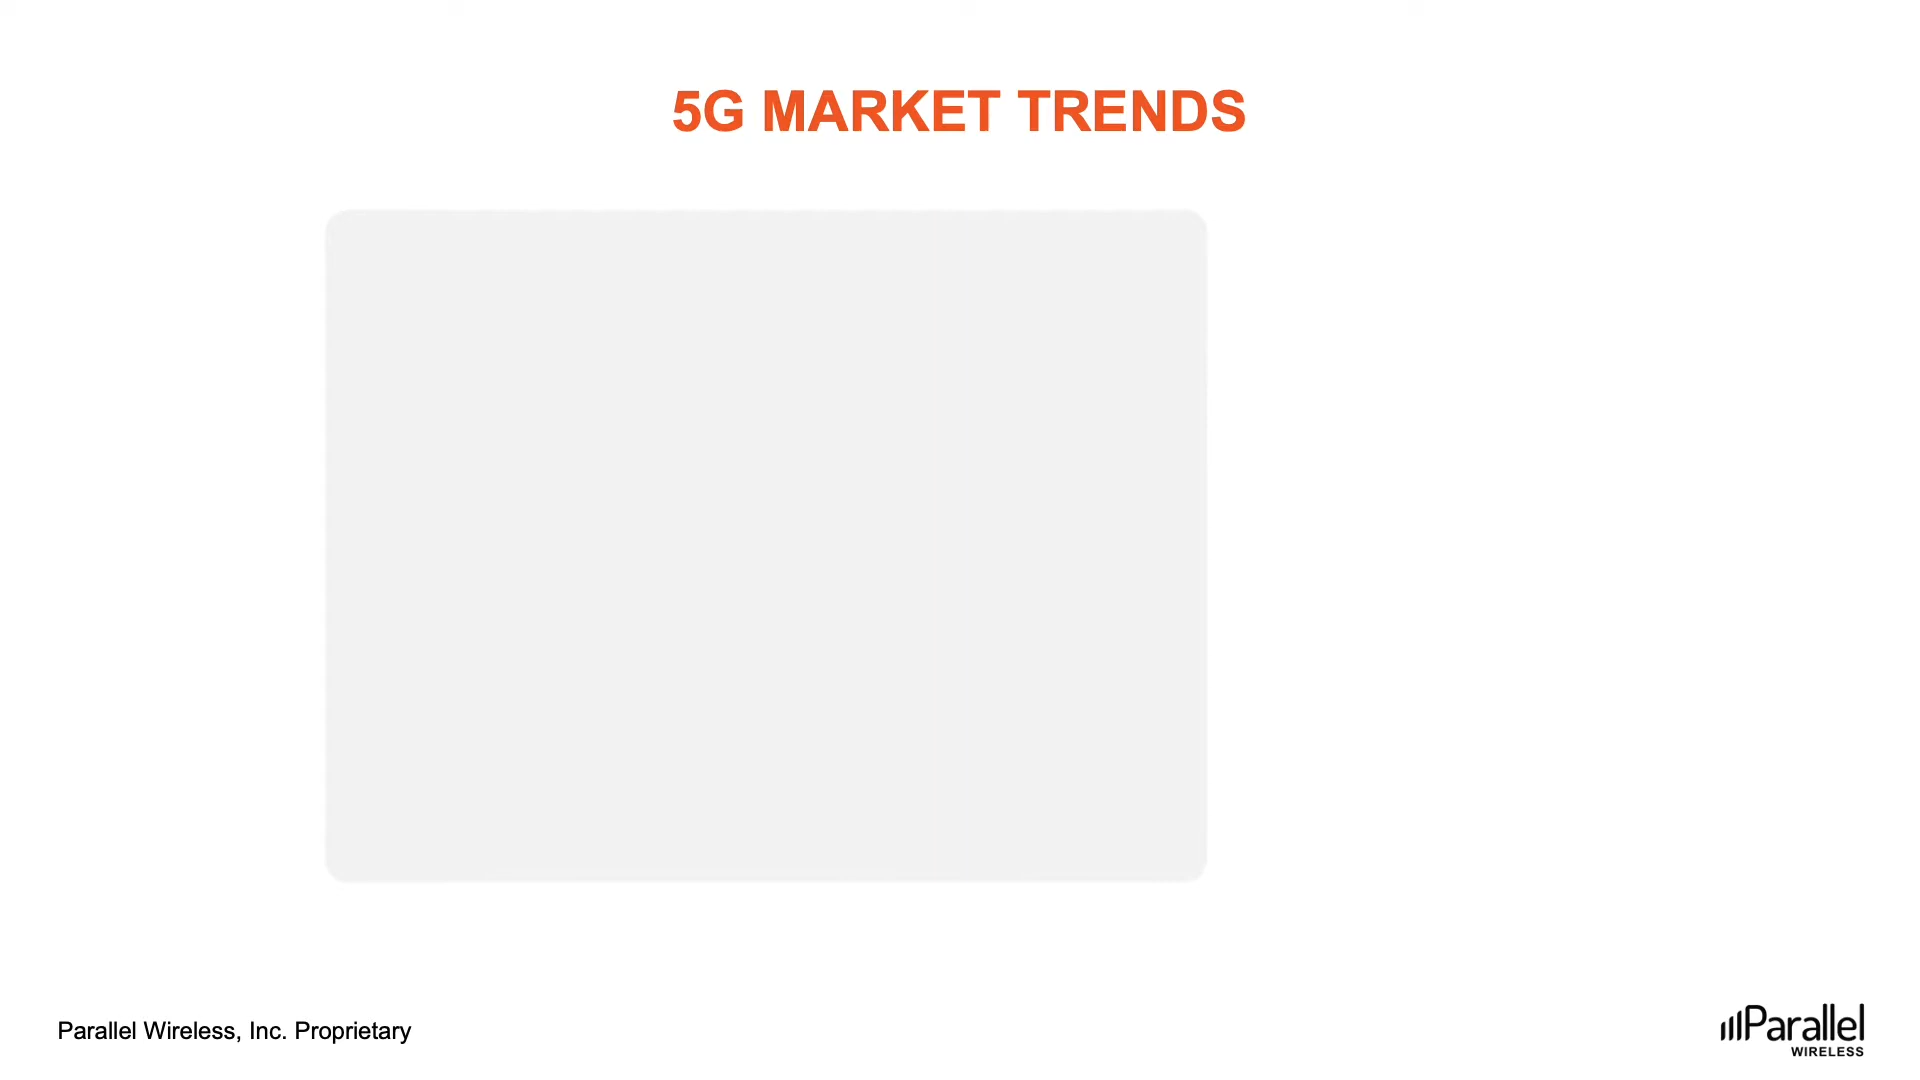 5G MARKET TRENDS
Parallel Wireless, Inc. Proprietary
Parallel
WIRELESS